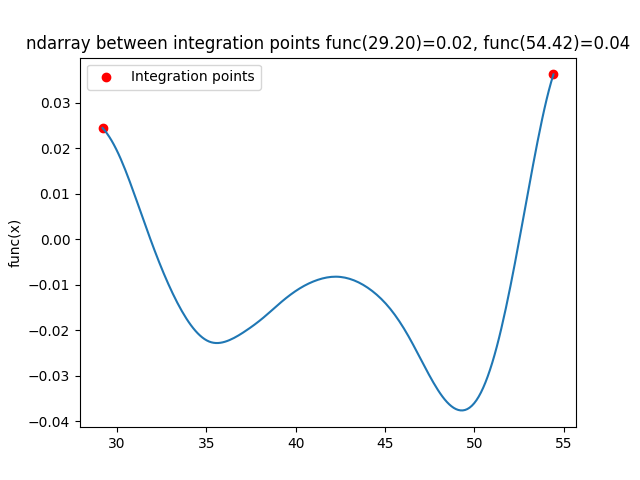 ndarray between integration points func(29.20)=0.02, func(54.42)=0.04
Integration points
func(x)
0.03
0.02
0.01
0.00
−0.01
−0.02
−0.03
−0.04
30 35 40 45 50 55